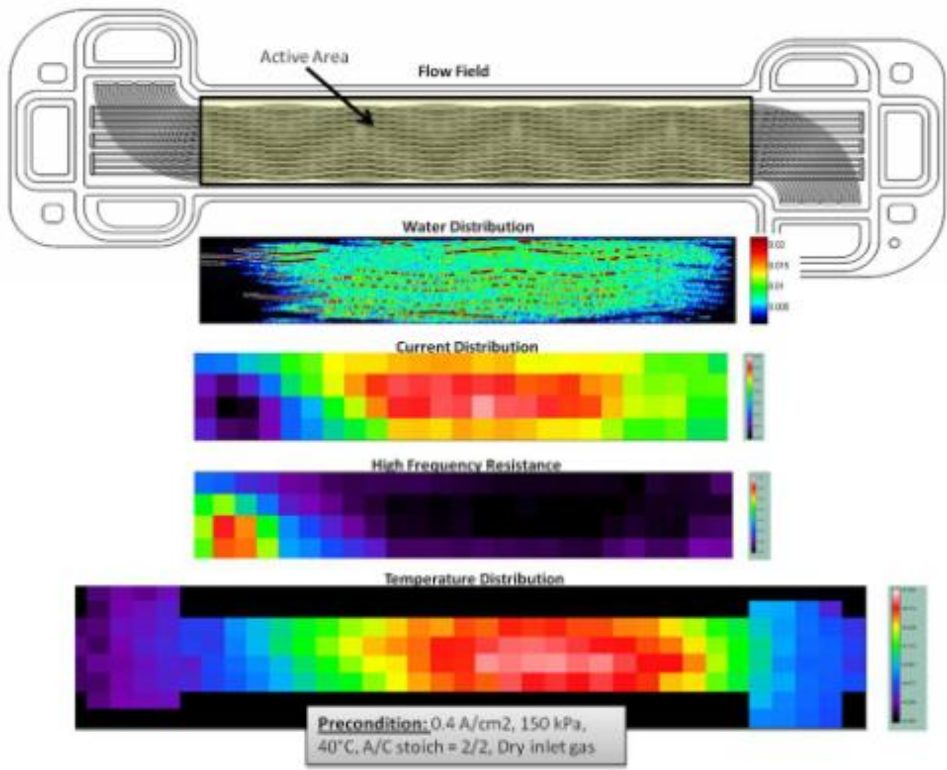 Active Area
Flow Field
Water Distribution
0.02
0.015
0.01
0.005
Current Distribution
High Frequency Resistance
Temperature Distribution
Precondition: 0.4 A/cm2, 150 kPa,
40°C, A/C stoich = 2/2, Dry inlet gas